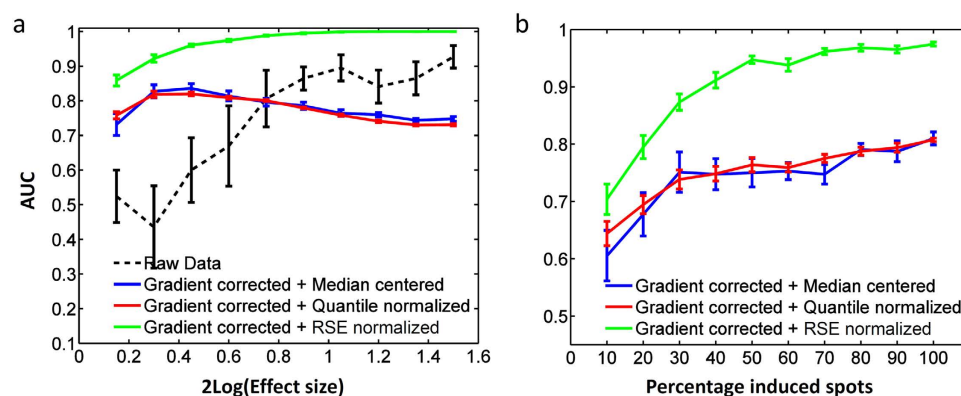 a
1
0.9
0.8
0.7
0.6
0.5
0.4
0.3
0.2
0.1
AUC
Raw Data
Gradient corrected + Median centered
Gradient corrected + Quantile normalized
Gradient corrected + RSE normalized
0 0.2 0.4 0.6 0.8 1 1.2 1.4 1.6
2Log(Effect size)
b
1
0.9
0.8
0.7
0.6
0.5
Gradient corrected + Median centered
Gradient corrected + Quantile normalized
Gradient corrected + RSE normalized
0 10 20 30 40 50 60 70 80 90 100
Percentage induced spots